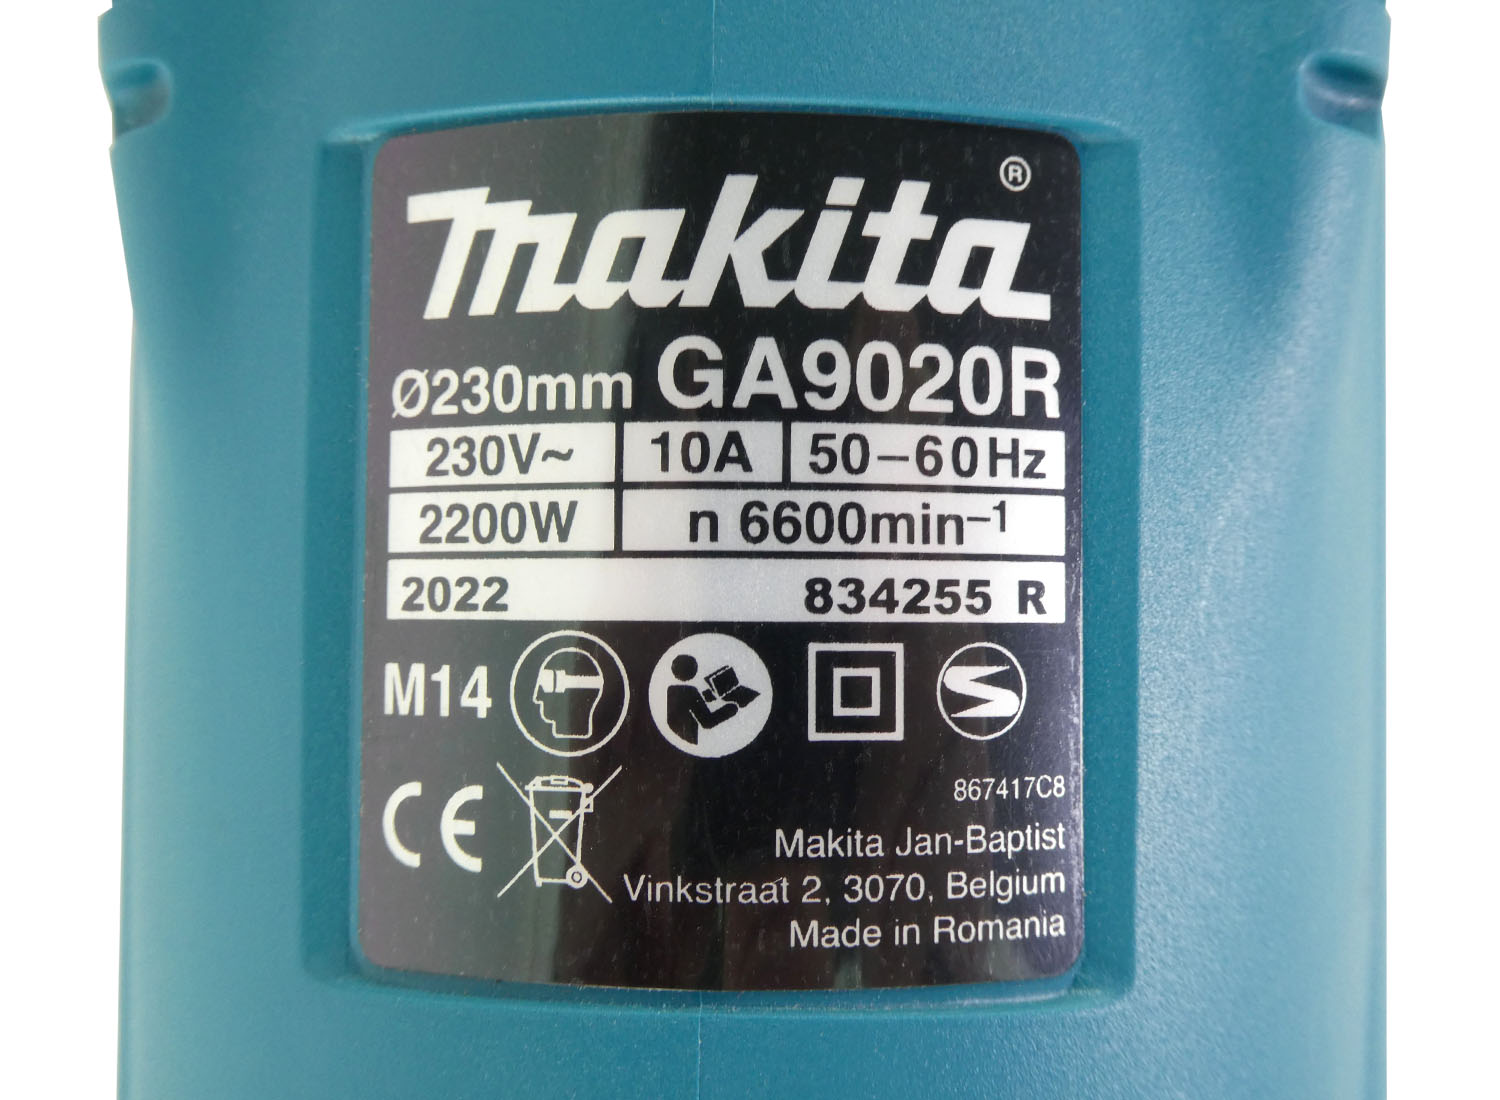 makita®
Ø230mm GA9020R
230V~ 10A 50–60Hz
2200W n 6600min⁻¹
2022 834255 R
M14
867417C8
CE
Makita Jan-Baptist
Vinkstraat 2, 3070, Belgium
Made in Romania